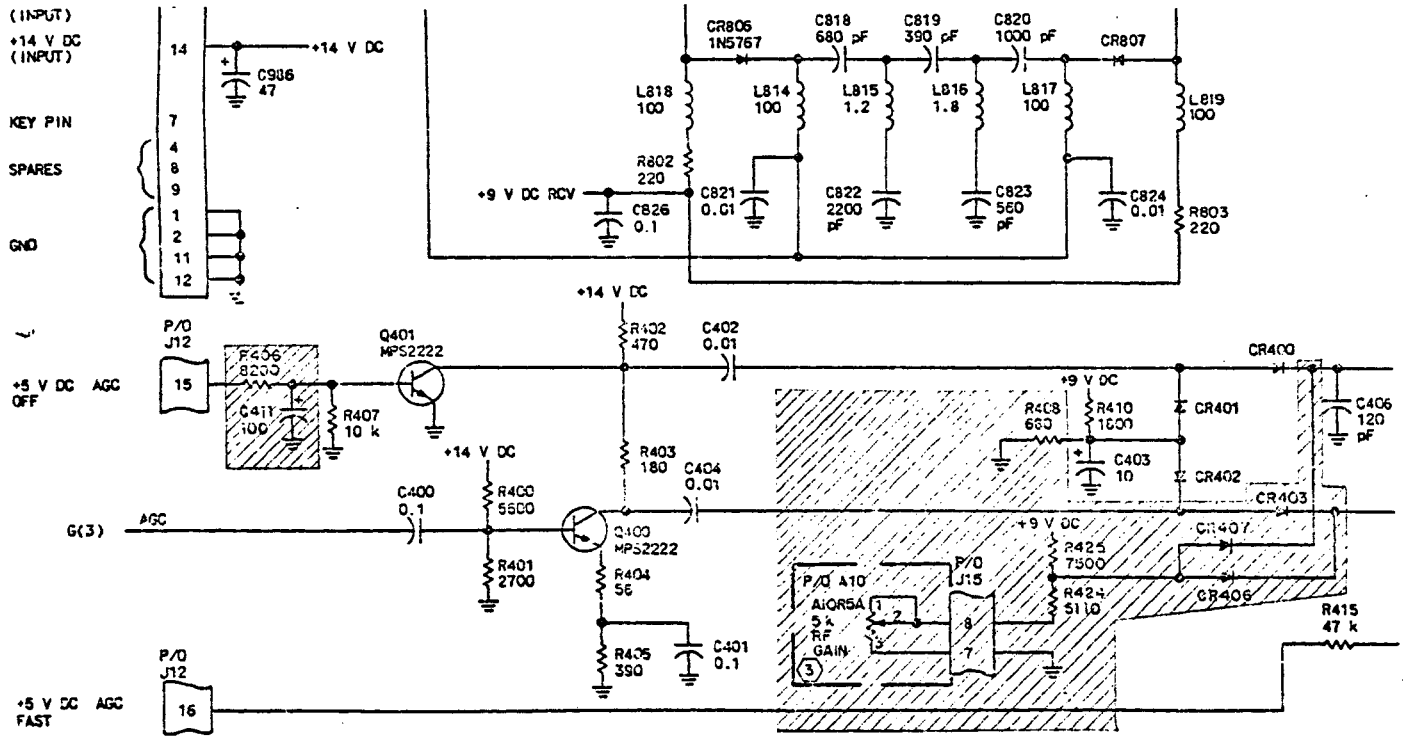 (INPUT)
+14 V DC
(INPUT)
14
+14 V DC
+
C986
47
KEY PIN
7
SPARES
4
8
9
GND
1
2
11
12
CR806
1N5767
C818
680 pF
C819
390 pF
C820
1000 pF
CR807
L818
100
L814
100
L815
1.2
L816
1.8
L817
100
L819
100
R802
220
+9 V DC RCV
C826
0.1
C821
0.01
C822
2200
pF
C823
560
pF
C824
0.01
R803
220
+14 V DC
P/O
J12
+5 V DC AGC
OFF
15
R406
8200
+
C411
100
R407
10 k
Q401
MPS2222
R402
470
C402
0.01
CR400
+9 V DC
R408
680
R410
1800
CR401
C406
120
pF
+
C403
10
CR402
+14 V DC
R403
180
C404
0.01
CR403
G(3)
AGC
C400
0.1
R400
5600
Q400
MPS2222
+9 V DC
CR407
R401
2700
R404
56
R425
7500
P/O A10
P/O
J15
R424
5110
CR406
A10R5A
5 k
RF
GAIN
1
2
3
8
7
3
R415
47 k
R405
390
C401
0.1
P/O
J12
+5 V DC AGC
FAST
16